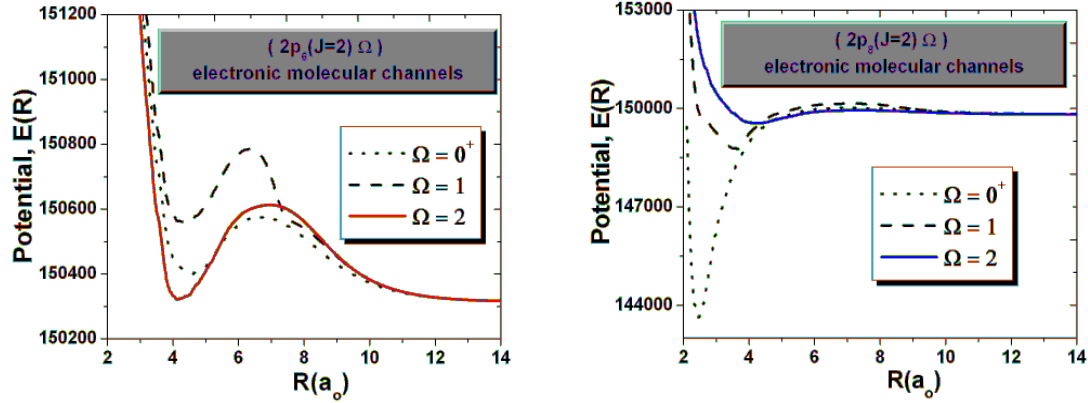 ( 2p₆(J=2) Ω )
electronic molecular channels
Potential, E(R)
151200
151000
150800
150600
150400
150200
Ω = 0⁺
Ω = 1
Ω = 2
2 4 6 8 10 12 14
R(aₒ)
( 2p₈(J=2) Ω )
electronic molecular channels
Potential, E(R)
153000
150000
147000
144000
Ω = 0⁺
Ω = 1
Ω = 2
2 4 6 8 10 12 14
R(aₒ)